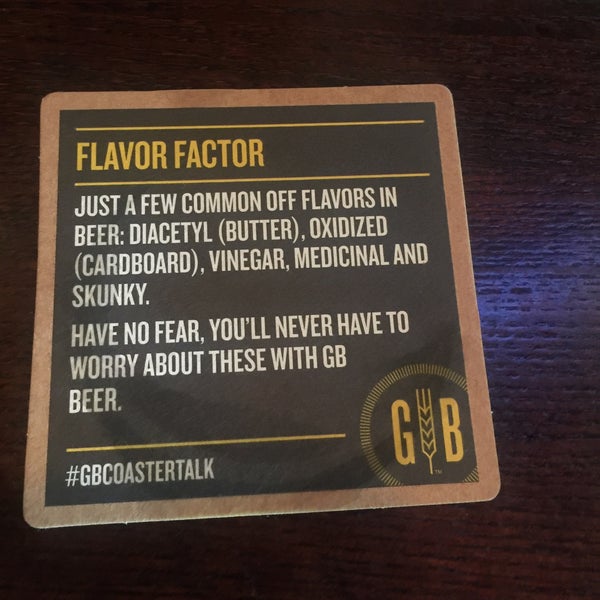 FLAVOR FACTOR
JUST A FEW COMMON OFF FLAVORS IN
BEER: DIACETYL (BUTTER), OXIDIZED
(CARDBOARD), VINEGAR, MEDICINAL AND
SKUNKY.
HAVE NO FEAR, YOU'LL NEVER HAVE TO
WORRY ABOUT THESE WITH GB
BEER.
#GBCOASTERTALK
GB™